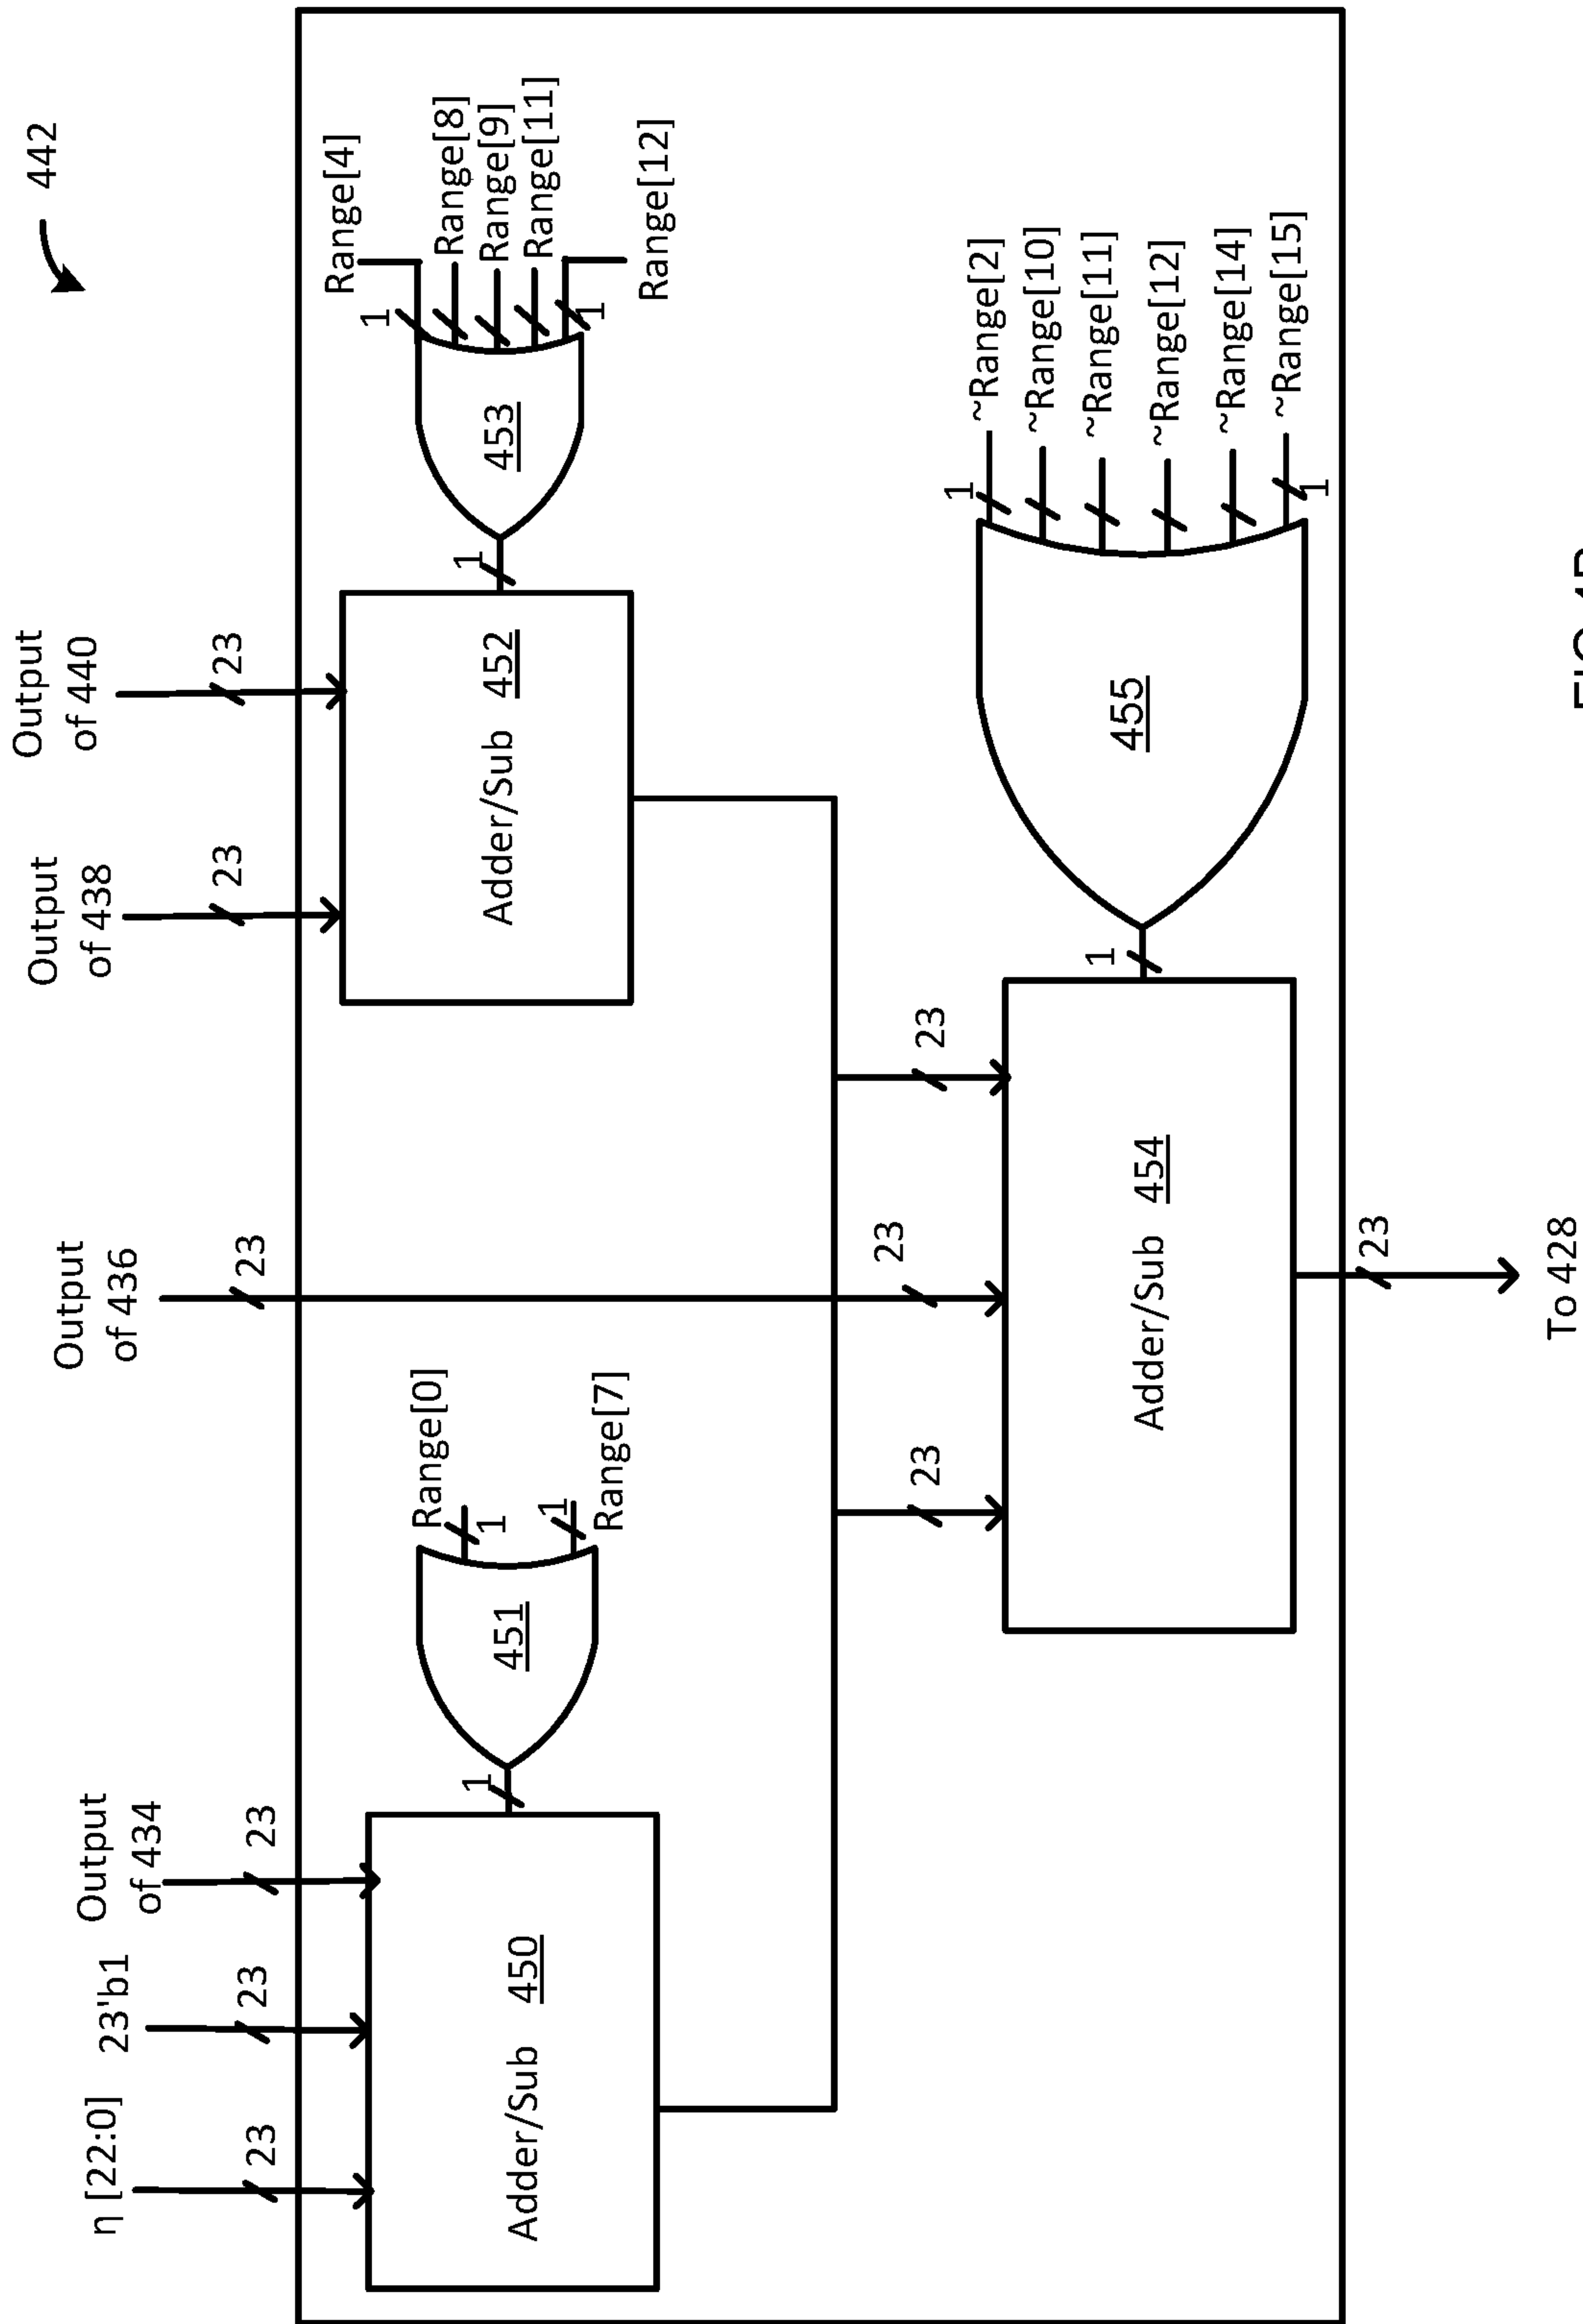 442
η [22:0]
23'b1
Output
of 434
Output
of 436
Output
of 438
Output
of 440
23
23
23
23
23
23
Adder/Sub 450
1
451
Range[0]
1
1
Range[7]
Adder/Sub 452
1
453
1
Range[4]
Range[8]
Range[9]
Range[11]
1
Range[12]
23
23
23
Adder/Sub 454
1
455
1
~Range[2]
~Range[10]
~Range[11]
~Range[12]
~Range[14]
1
~Range[15]
23
To 428